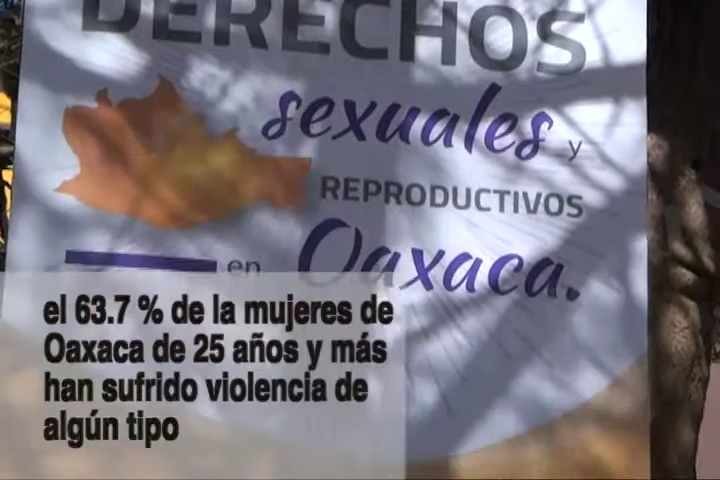 DERECHOS
sexuales y
REPRODUCTIVOS
en Oaxaca.
el 63.7 % de la mujeres de
Oaxaca de 25 años y más
han sufrido violencia de
algún tipo